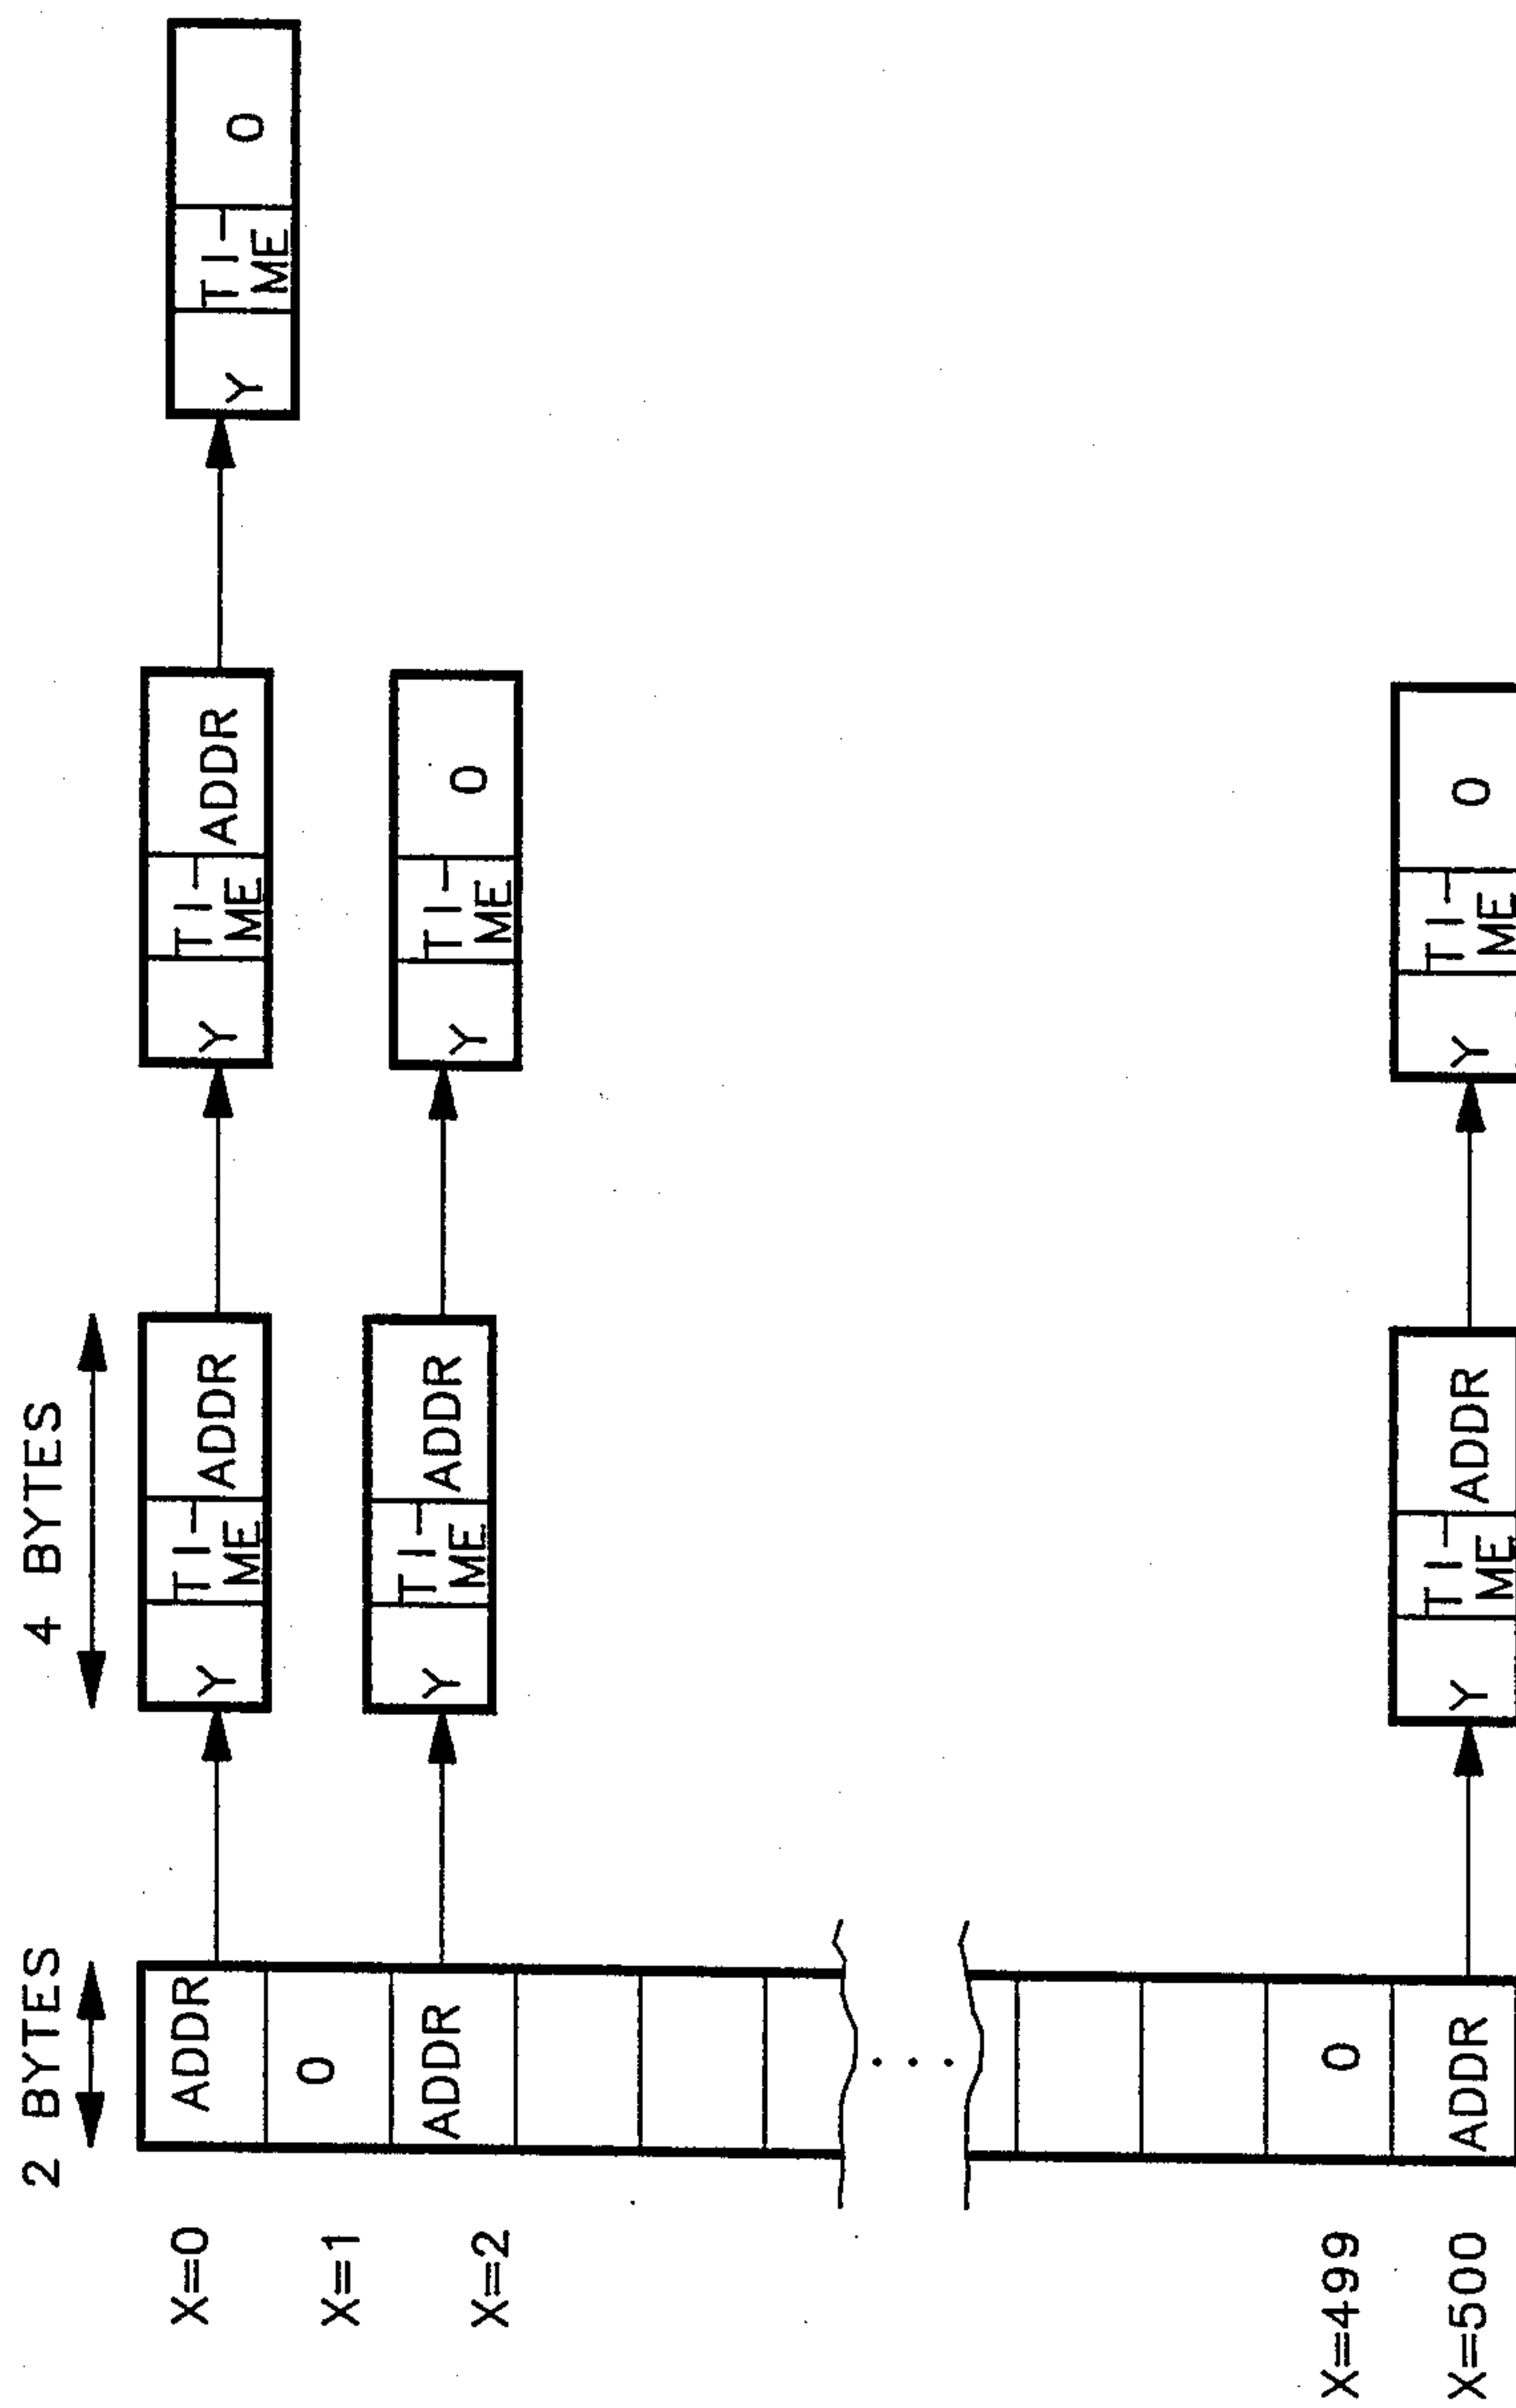 2 BYTES
4 BYTES
X=0
ADDR
Y
TI-
ME
ADDR
Y
TI-
ME
ADDR
Y
TI-
ME
0
X=1
0
X=2
ADDR
Y
TI-
ME
ADDR
Y
TI-
ME
0
X=499
0
X=500
ADDR
Y
TI-
ME
ADDR
Y
TI-
ME
0